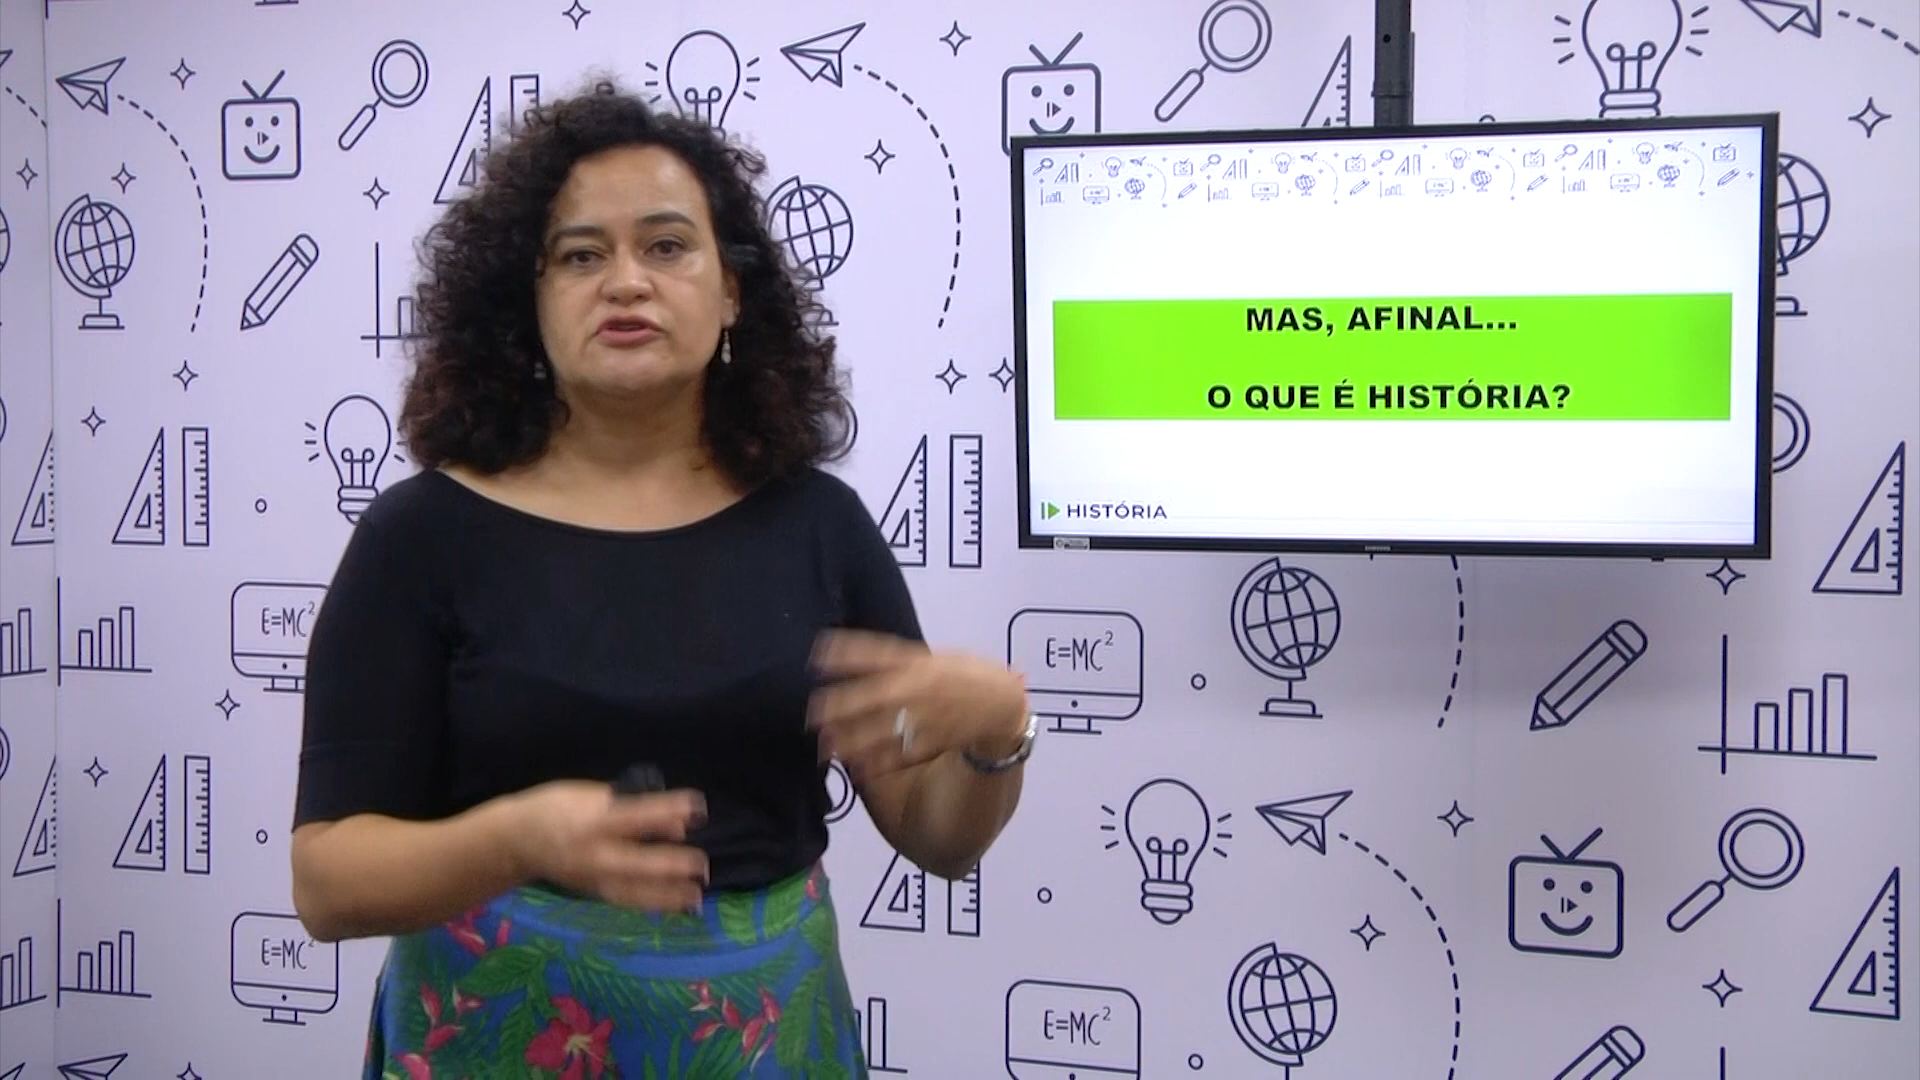 MAS, AFINAL...
O QUE É HISTÓRIA?
HISTÓRIA
E=MC²
E=MC²
E=MC²
E=MC²